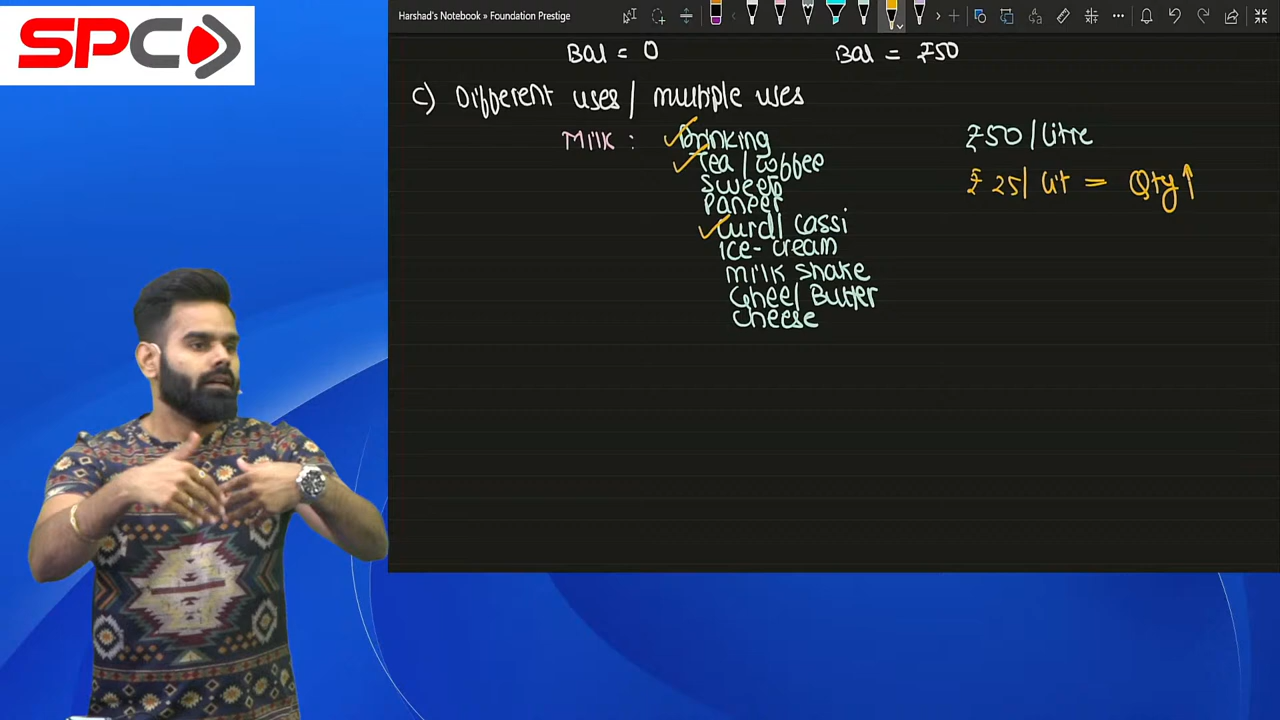 SPC
Harshad's Notebook » Foundation Prestige
Bal = 0
Bal = ₹50
c) Different uses / multiple uses
Milk :
Drinking
₹50 / Litre
Tea / coffee
₹ 25 / Lit = Qty ↑
Sweets
Paneer
Curd / Lassi
Ice-cream
Milk shake
Ghee / Butter
Cheese